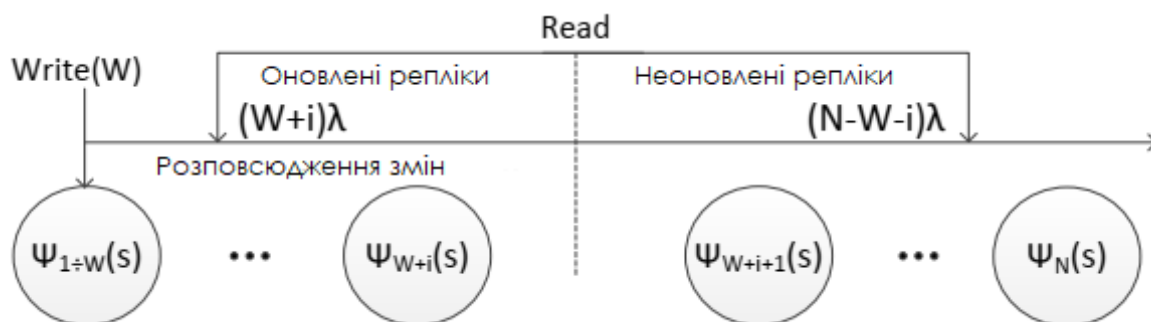 Read
Write(W)
Оновлені репліки
Неоновлені репліки
(W+i)λ
(N-W-i)λ
Розповсюдження змін
Ψ1÷W(s)
...
ΨW+i(s)
ΨW+i+1(s)
...
ΨN(s)